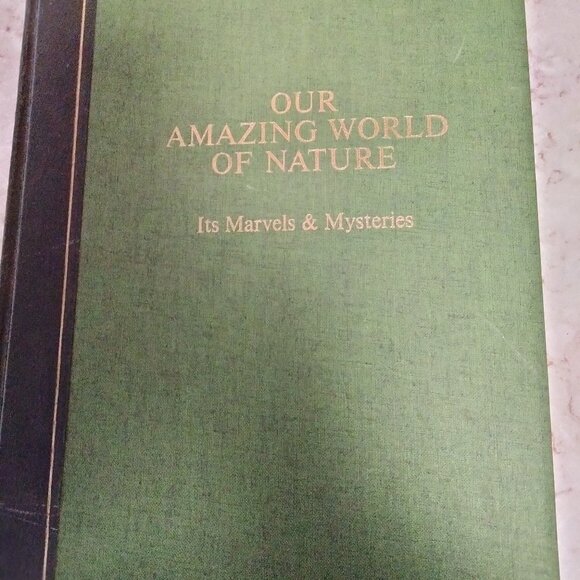 OUR
AMAZING WORLD
OF NATURE
Its Marvels & Mysteries